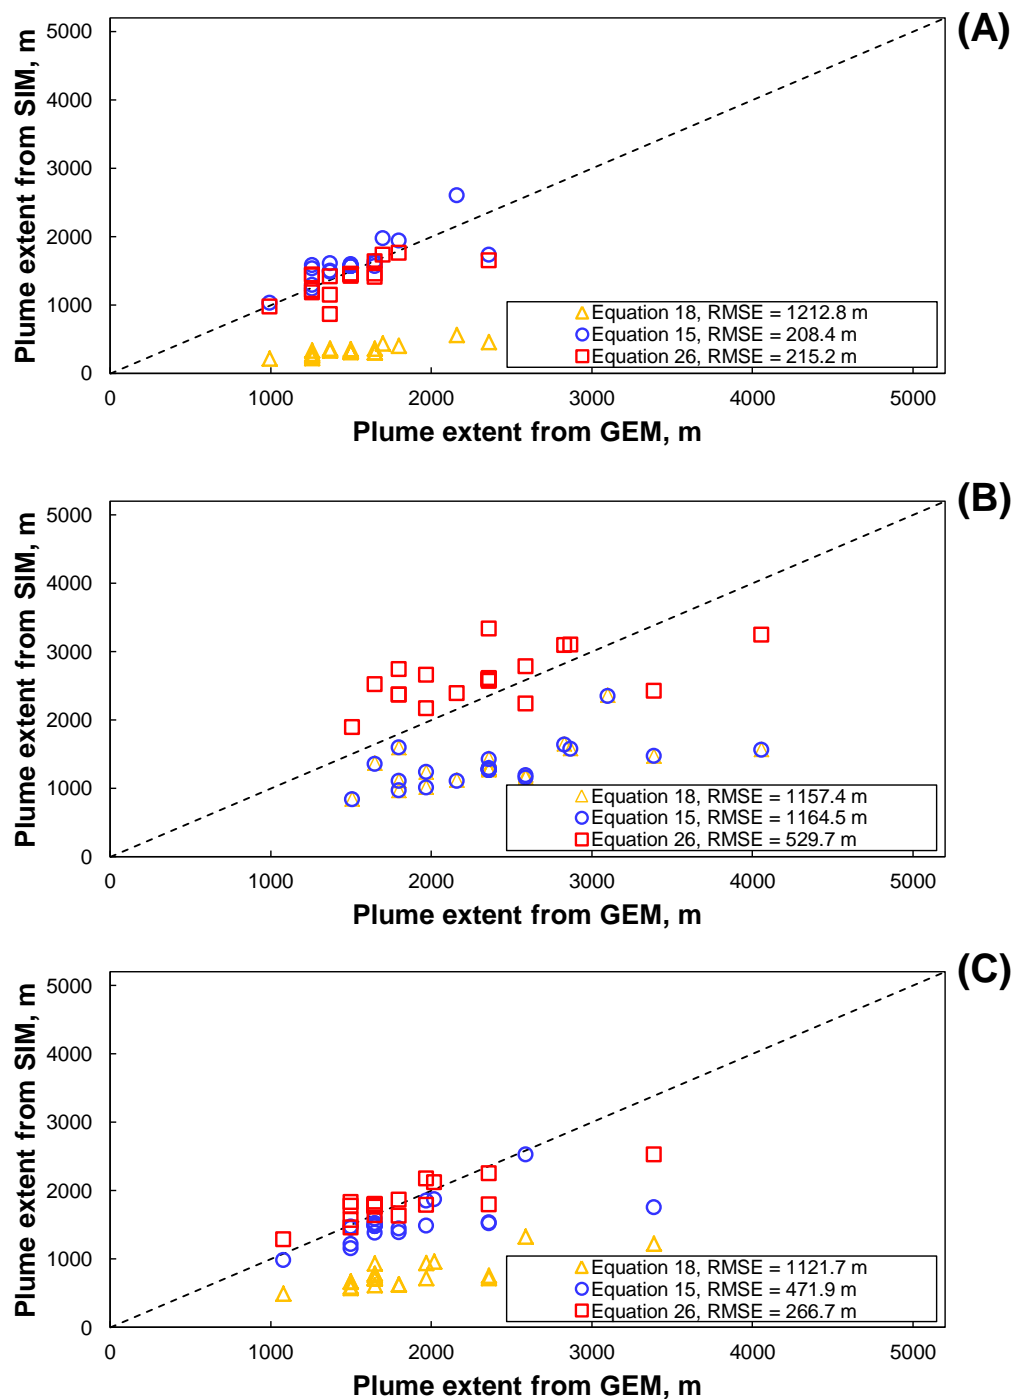 (A)
Plume extent from SIM, m
5000
4000
3000
2000
1000
0
Equation 18, RMSE = 1212.8 m
Equation 15, RMSE = 208.4 m
Equation 26, RMSE = 215.2 m
0 1000 2000 3000 4000 5000
Plume extent from GEM, m
(B)
Plume extent from SIM, m
5000
4000
3000
2000
1000
0
Equation 18, RMSE = 1157.4 m
Equation 15, RMSE = 1164.5 m
Equation 26, RMSE = 529.7 m
0 1000 2000 3000 4000 5000
Plume extent from GEM, m
(C)
Plume extent from SIM, m
5000
4000
3000
2000
1000
0
Equation 18, RMSE = 1121.7 m
Equation 15, RMSE = 471.9 m
Equation 26, RMSE = 266.7 m
0 1000 2000 3000 4000 5000
Plume extent from GEM, m